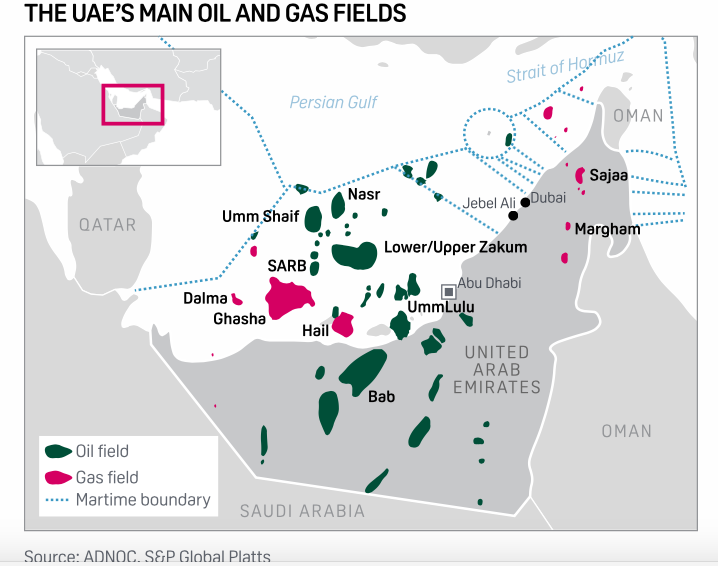 THE UAE'S MAIN OIL AND GAS FIELDS
Strait of Hormuz
Persian Gulf
OMAN
Sajaa
Nasr
Jebel Ali
Dubai
QATAR
Umm Shaif
Margham
Lower/Upper Zakum
SARB
Abu Dhabi
Dalma
UmmLulu
Ghasha
Hail
UNITED
ARAB
EMIRATES
Bab
OMAN
Oil field
Gas field
Martime boundary
SAUDI ARABIA
Source: ADNOC, S&P Global Platts